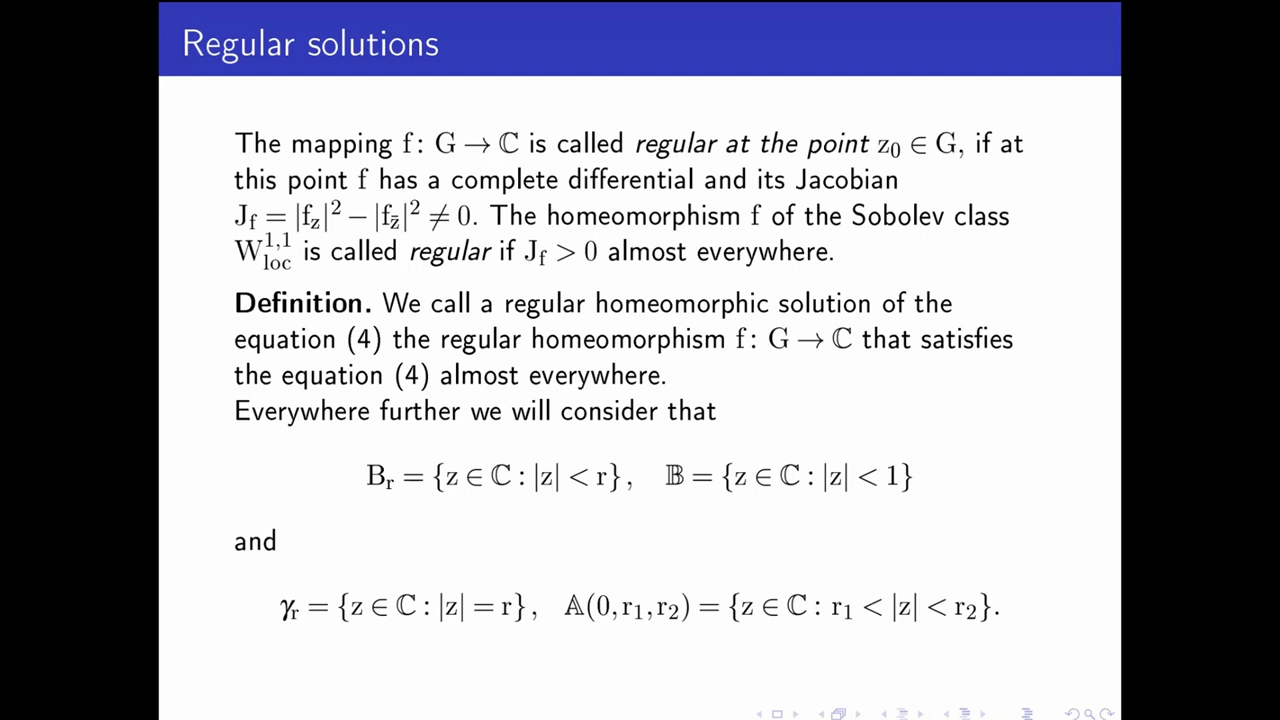 Regular solutions
The mapping f: G → ℂ is called regular at the point z₀ ∈ G, if at
this point f has a complete differential and its Jacobian
J_f = |f_z|² − |f_z̄|² ≠ 0. The homeomorphism f of the Sobolev class
W^{1,1}_{loc} is called regular if J_f > 0 almost everywhere.
Definition. We call a regular homeomorphic solution of the
equation (4) the regular homeomorphism f: G → ℂ that satisfies
the equation (4) almost everywhere.
Everywhere further we will consider that
B_r = {z ∈ ℂ : |z| < r}, 𝔹 = {z ∈ ℂ : |z| < 1}
and
γ_r = {z ∈ ℂ : |z| = r}, 𝔸(0, r₁, r₂) = {z ∈ ℂ : r₁ < |z| < r₂}.